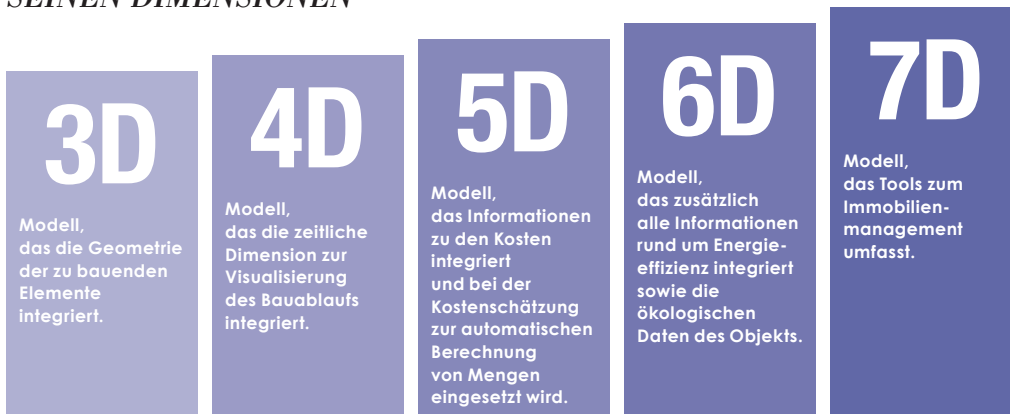 SEINEN DIMENSIONEN
3D
Modell,
das die Geometrie
der zu bauenden
Elemente
integriert.
4D
Modell,
das die zeitliche
Dimension zur
Visualisierung
des Bauablaufs
integriert.
5D
Modell,
das Informationen
zu den Kosten
integriert
und bei der
Kostenschätzung
zur automatischen
Berechnung
von Mengen
eingesetzt wird.
6D
Modell,
das zusätzlich
alle Informationen
rund um Energie-
effizienz integriert
sowie die
ökologischen
Daten des Objekts.
7D
Modell,
das Tools zum
Immobilien-
management
umfasst.